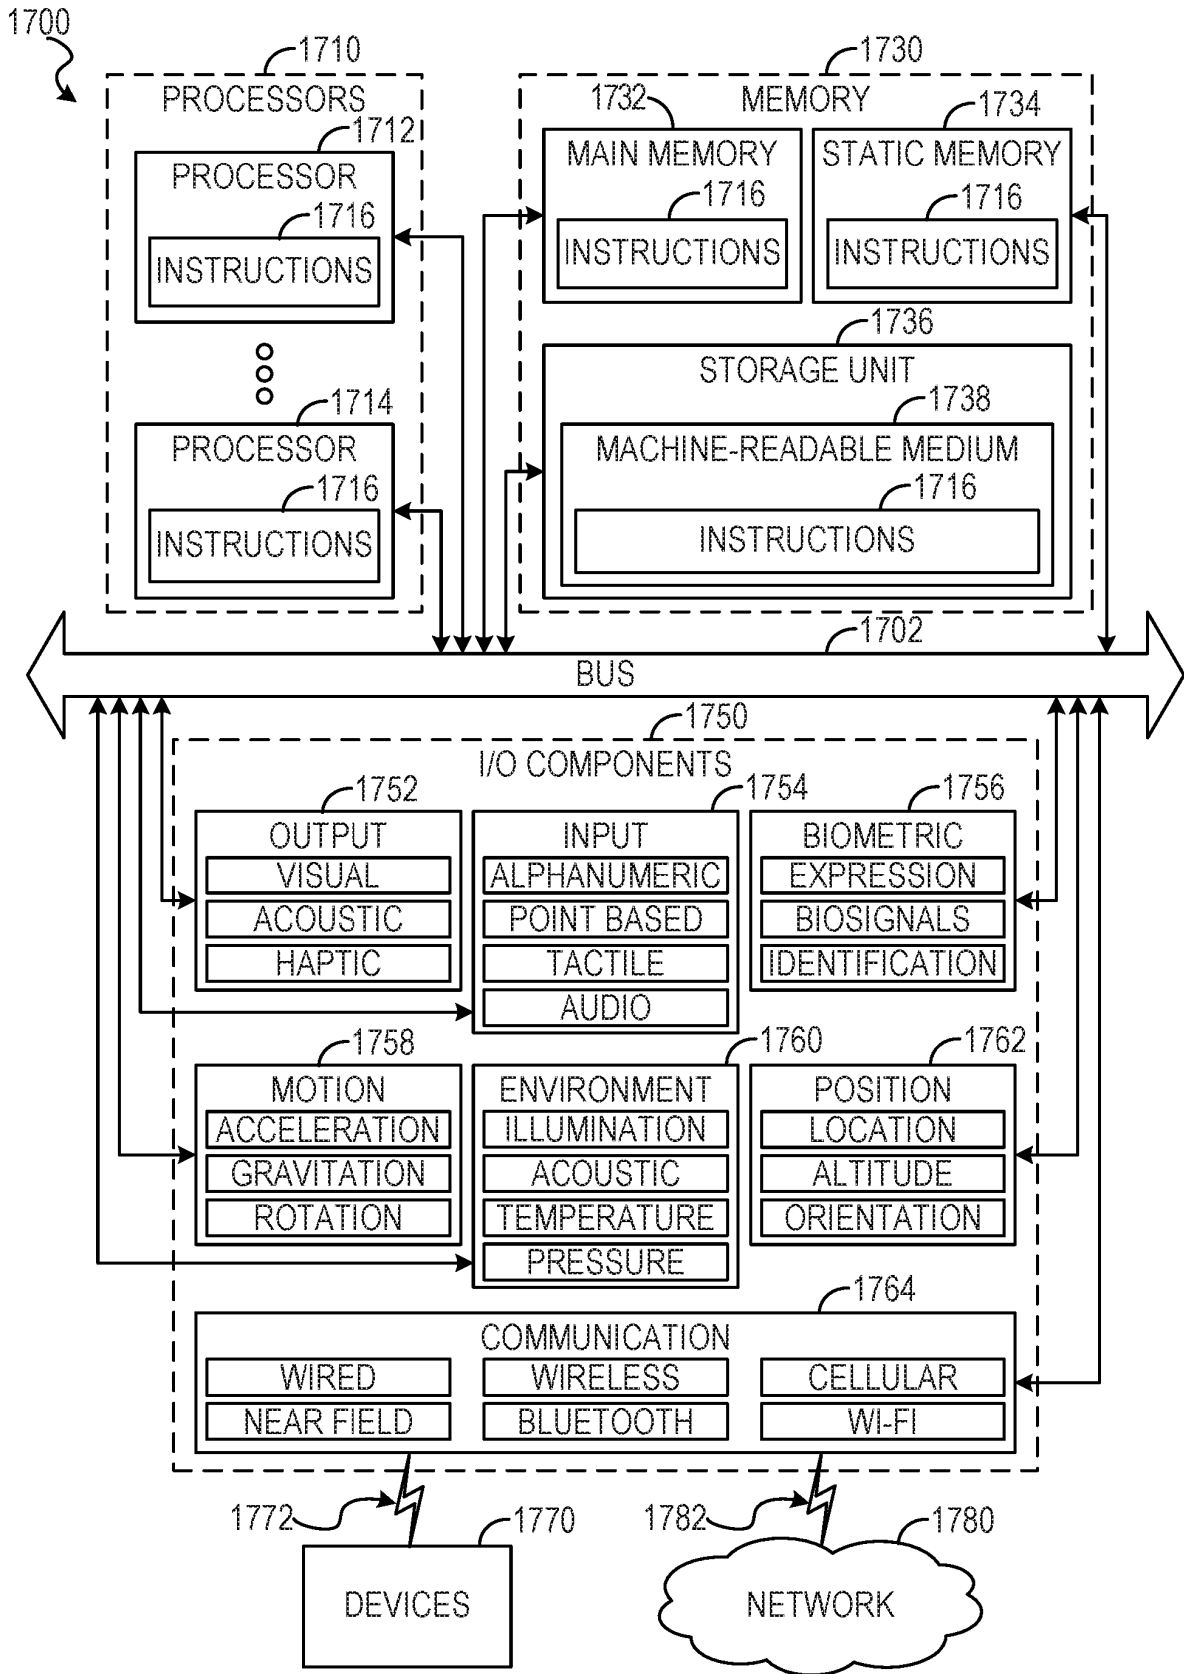 1700
1710
PROCESSORS
1712
PROCESSOR
1716
INSTRUCTIONS
1714
PROCESSOR
1716
INSTRUCTIONS
1730
MEMORY
1732
MAIN MEMORY
1716
INSTRUCTIONS
1734
STATIC MEMORY
1716
INSTRUCTIONS
1736
STORAGE UNIT
1738
MACHINE-READABLE MEDIUM
1716
INSTRUCTIONS
1702
BUS
1750
I/O COMPONENTS
1752
OUTPUT
VISUAL
ACOUSTIC
HAPTIC
1754
INPUT
ALPHANUMERIC
POINT BASED
TACTILE
AUDIO
1756
BIOMETRIC
EXPRESSION
BIOSIGNALS
IDENTIFICATION
1758
MOTION
ACCELERATION
GRAVITATION
ROTATION
1760
ENVIRONMENT
ILLUMINATION
ACOUSTIC
TEMPERATURE
PRESSURE
1762
POSITION
LOCATION
ALTITUDE
ORIENTATION
1764
COMMUNICATION
WIRED
WIRELESS
CELLULAR
NEAR FIELD
BLUETOOTH
WI-FI
1772
1770
DEVICES
1782
1780
NETWORK